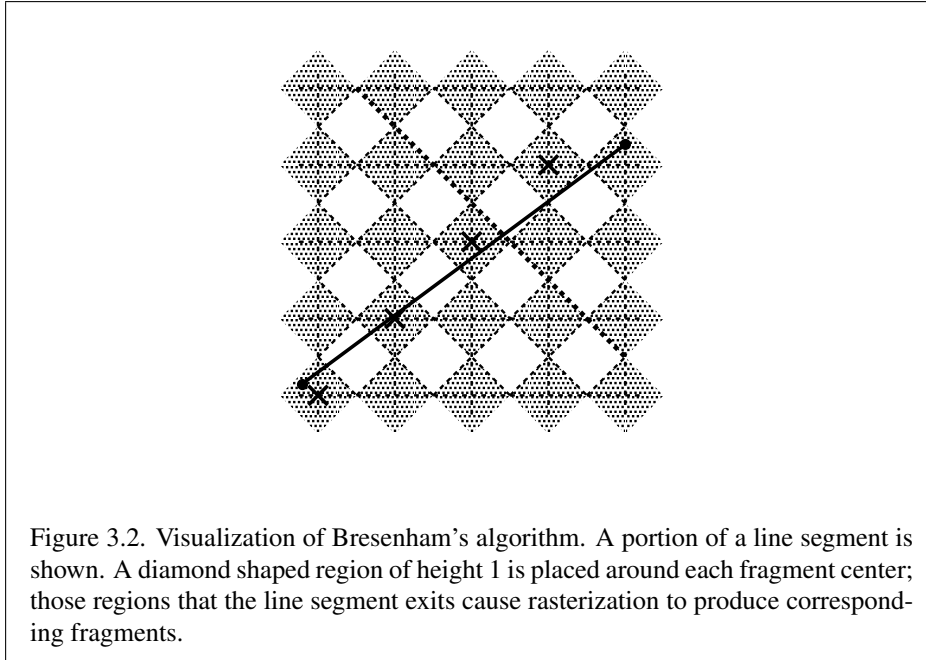 Figure 3.2. Visualization of Bresenham's algorithm. A portion of a line segment is
shown. A diamond shaped region of height 1 is placed around each fragment center;
those regions that the line segment exits cause rasterization to produce correspond-
ing fragments.